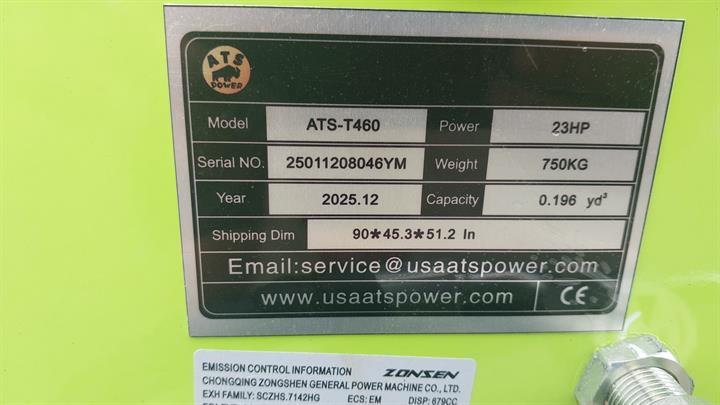 ATS
POWER
Model ATS-T460 Power 23HP
Serial NO. 25011208046YM Weight 750KG
Year 2025.12 Capacity 0.196 yd³
Shipping Dim 90*45.3*51.2 In
Email:service@usaatspower.com
www.usaatspower.com CE
EMISSION CONTROL INFORMATION ZONSEN
CHONGQING ZONGSHEN GENERAL POWER MACHINE CO., LTD.
EXH FAMILY: SCZHS.7142HG ECS: EM DISP: 679CC